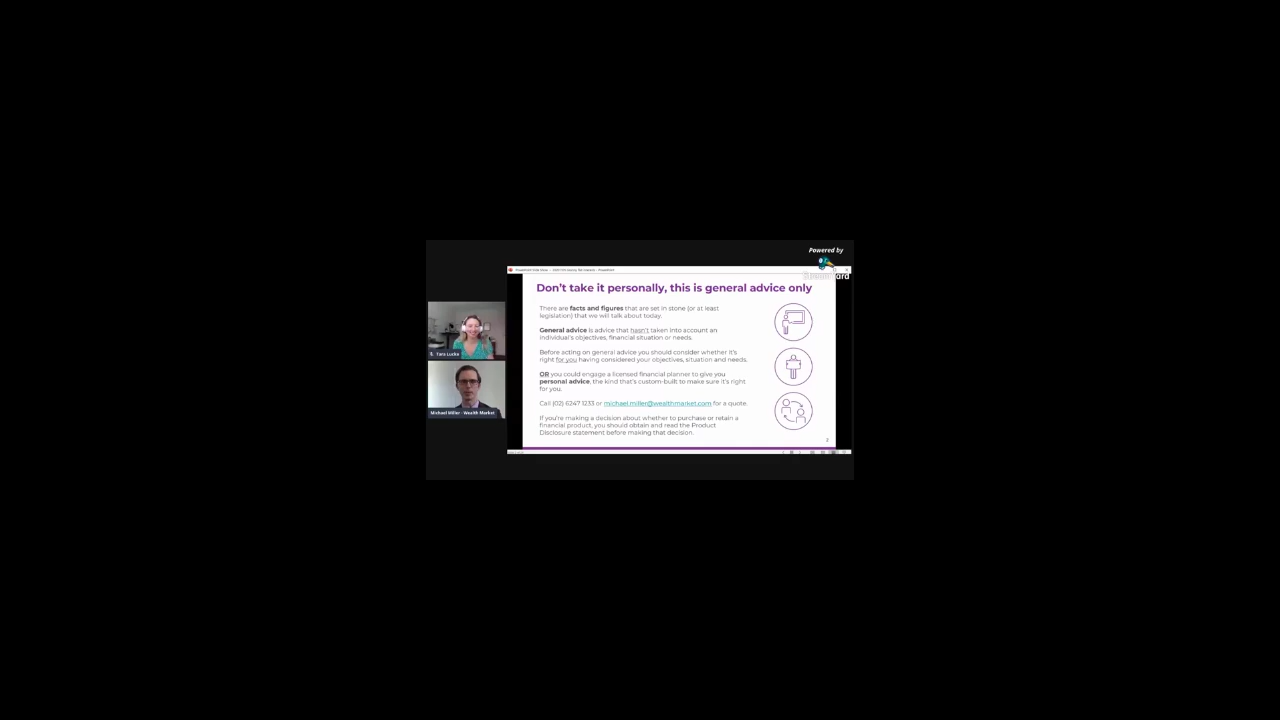 Powered by
StreamYard
Don't take it personally, this is general advice only
There are facts and figures that are set in stone (or at least
legislation) that we will talk about today.
General advice is advice that hasn't taken into account an
individual's objectives, financial situation or needs.
Before acting on general advice you should consider whether it's
right for you having considered your objectives, situation and needs.
OR you could engage a licensed financial planner to give you
personal advice, the kind that's custom-built to make sure it's right
for you.
Call (02) 6247 1233 or michael.miller@wealthmarket.com for a quote.
If you're making a decision about whether to purchase or retain a
financial product, you should obtain and read the Product
Disclosure statement before making that decision.
2
Tara Lucke
Michael Miller - Wealth Market